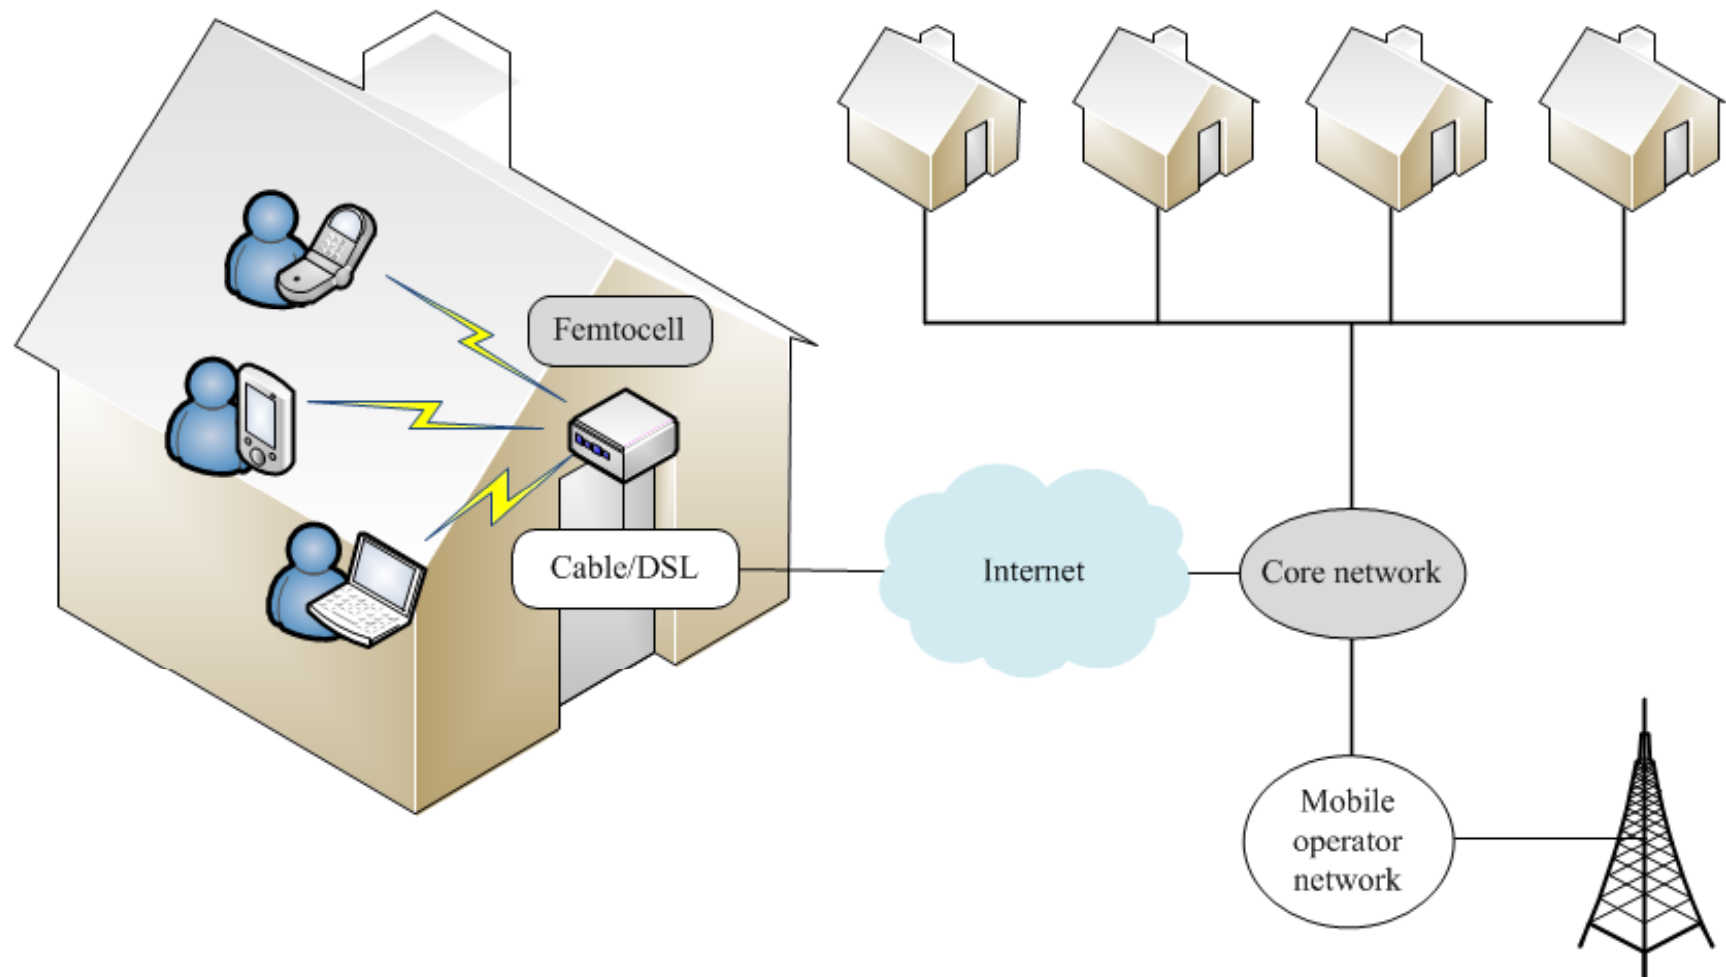 Femtocell
Cable/DSL
Internet
Core network
Mobile
operator
network